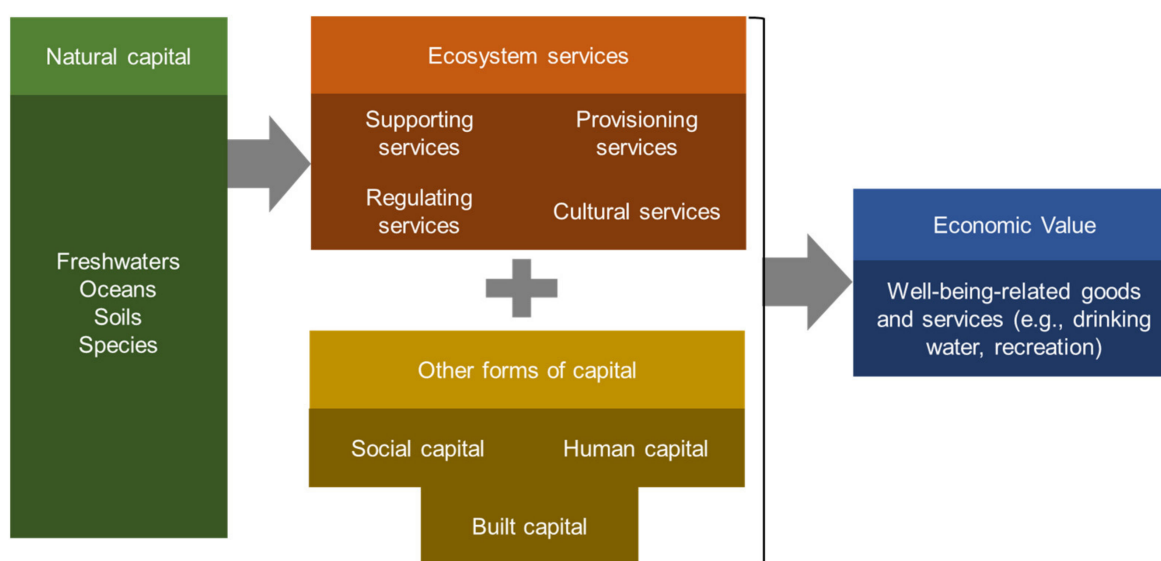 Natural capital
Freshwaters
Oceans
Soils
Species
Ecosystem services
Supporting
services
Provisioning
services
Regulating
services
Cultural services
Other forms of capital
Social capital
Human capital
Built capital
Economic Value
Well-being-related goods
and services (e.g., drinking
water, recreation)